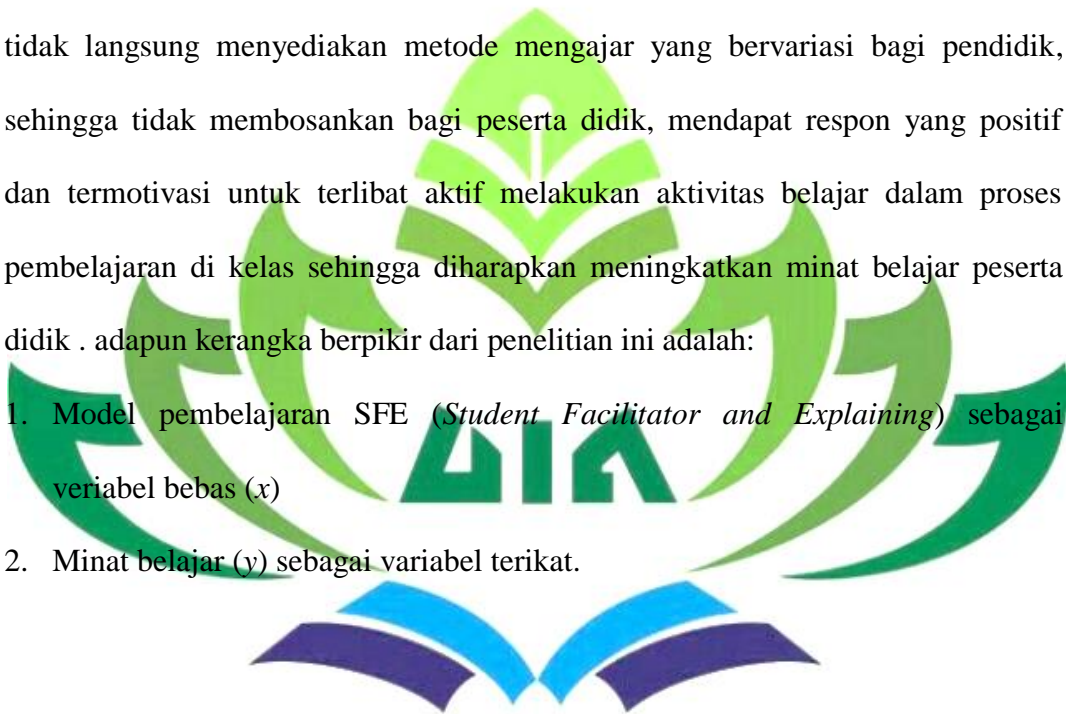 tidak langsung menyediakan metode mengajar yang bervariasi bagi pendidik,
sehingga tidak membosankan bagi peserta didik, mendapat respon yang positif
dan termotivasi untuk terlibat aktif melakukan aktivitas belajar dalam proses
pembelajaran di kelas sehingga diharapkan meningkatkan minat belajar peserta
didik . adapun kerangka berpikir dari penelitian ini adalah:
1. Model pembelajaran SFE (Student Facilitator and Explaining) sebagai
veriabel bebas (x)
2. Minat belajar (y) sebagai variabel terikat.